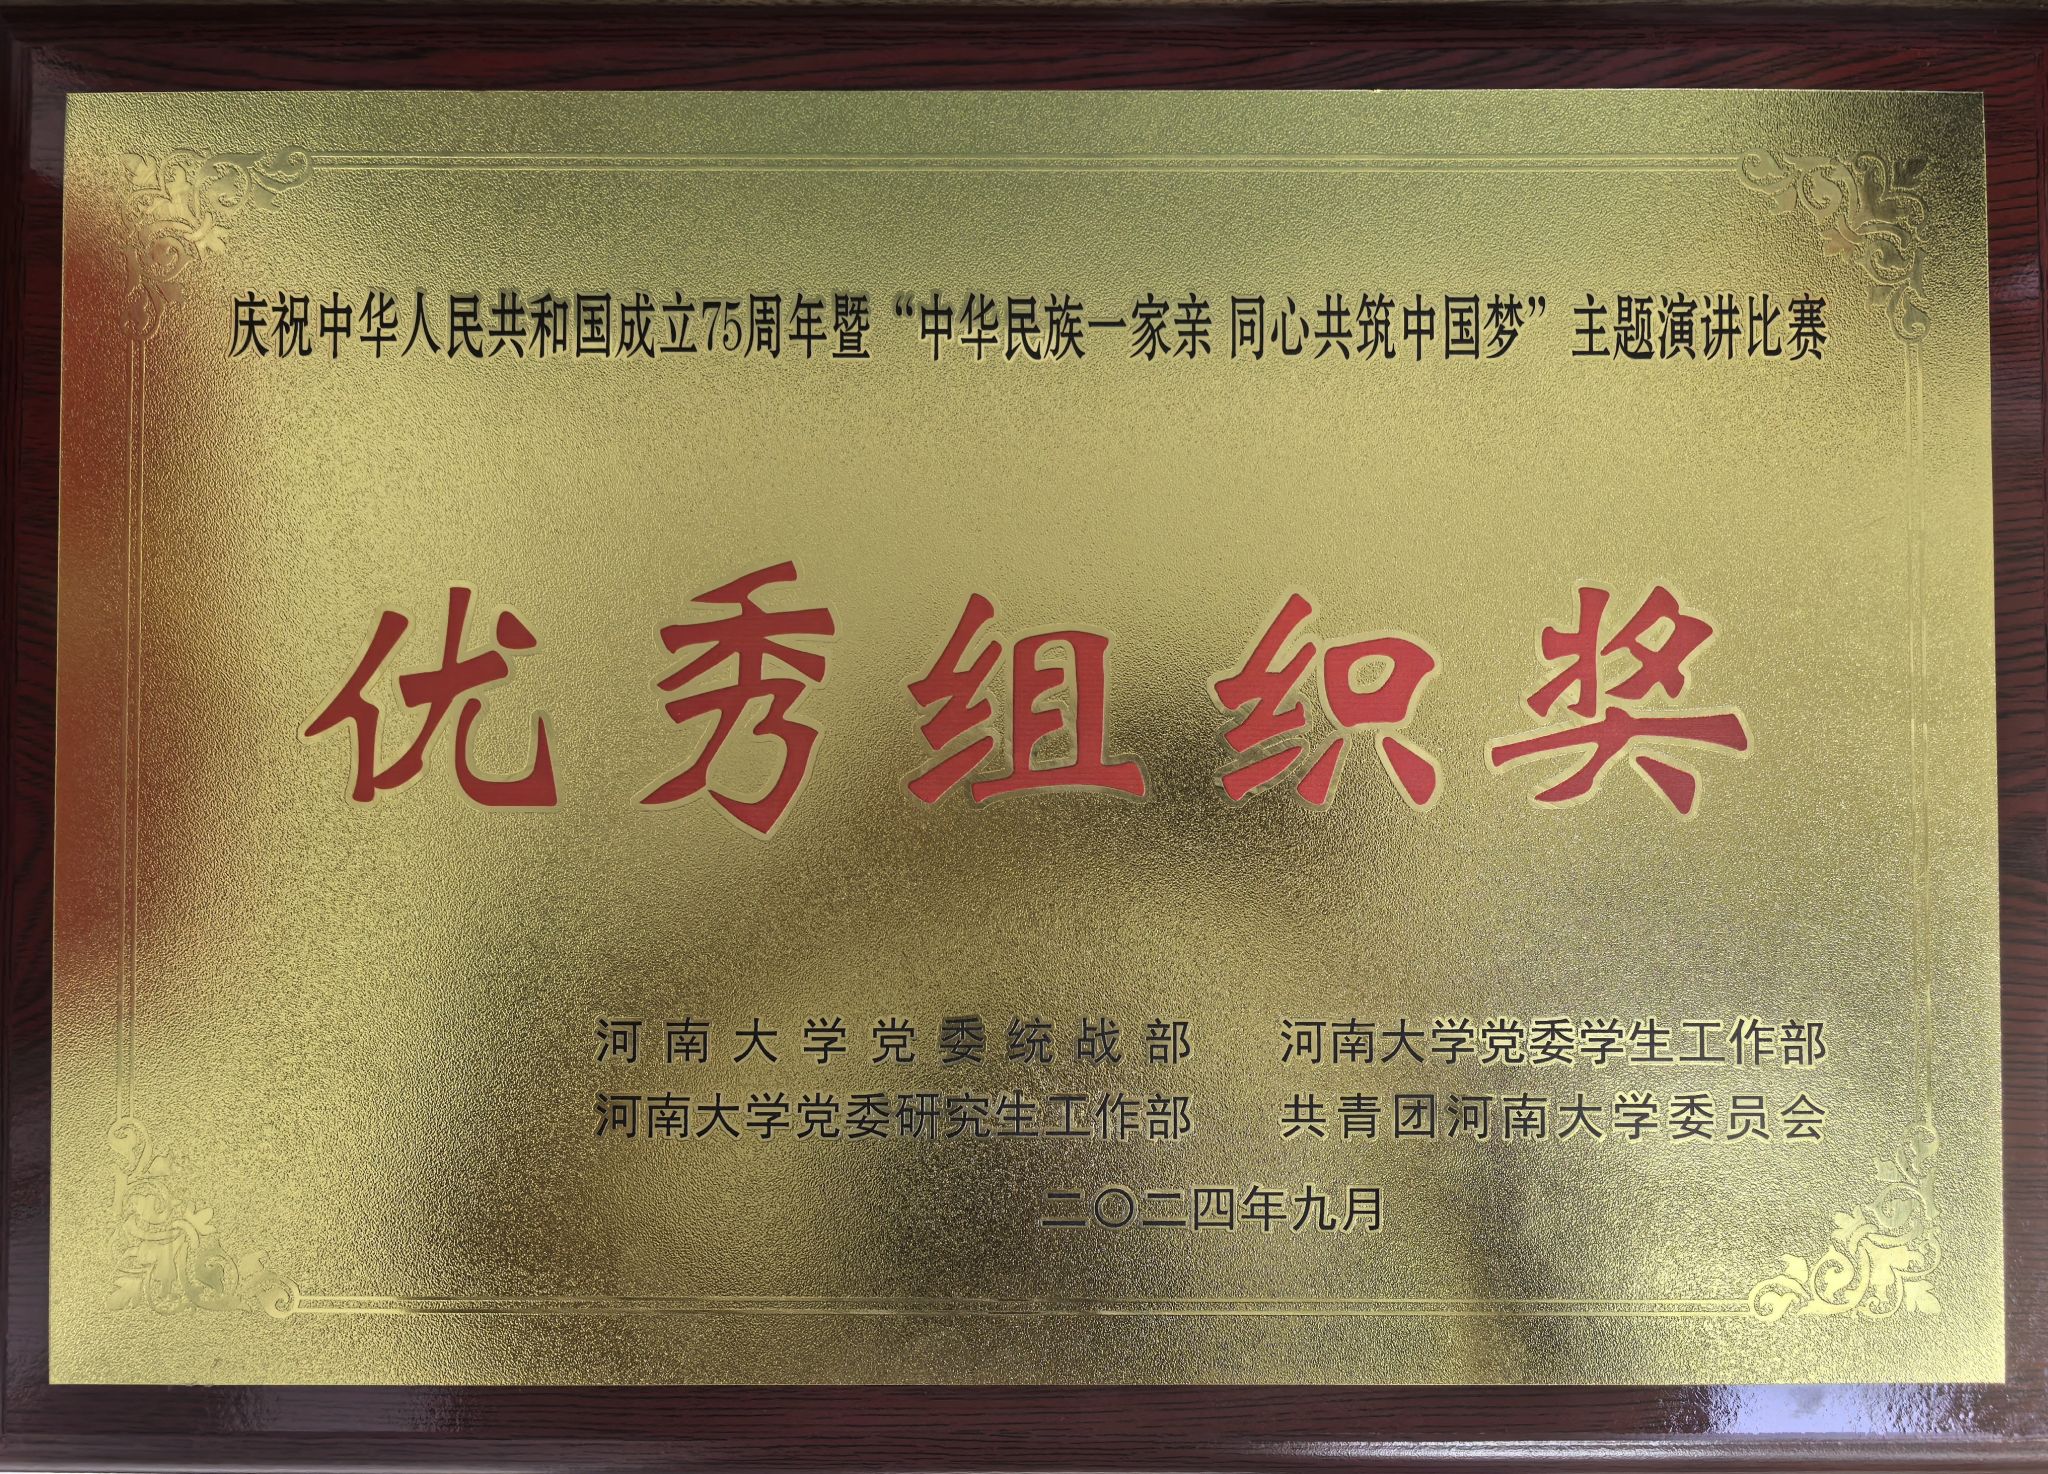 庆祝中华人民共和国成立75周年暨“中华民族一家亲 同心共筑中国梦”主题演讲比赛
优秀组织奖
河南大学党委统战部 河南大学党委学生工作部
河南大学党委研究生工作部 共青团河南大学委员会
二〇二四年九月